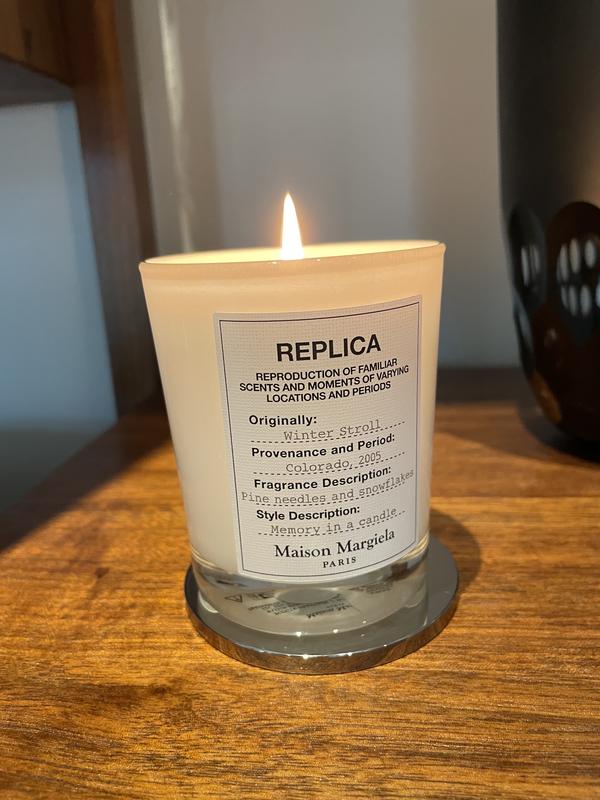 REPLICA
REPRODUCTION OF FAMILIAR
SCENTS AND MOMENTS OF VARYING
LOCATIONS AND PERIODS
Originally:
Winter Stroll
Provenance and Period:
Colorado, 2005
Fragrance Description:
Pine needles and snowflakes
Style Description:
Memory in a candle
Maison Margiela
PARIS